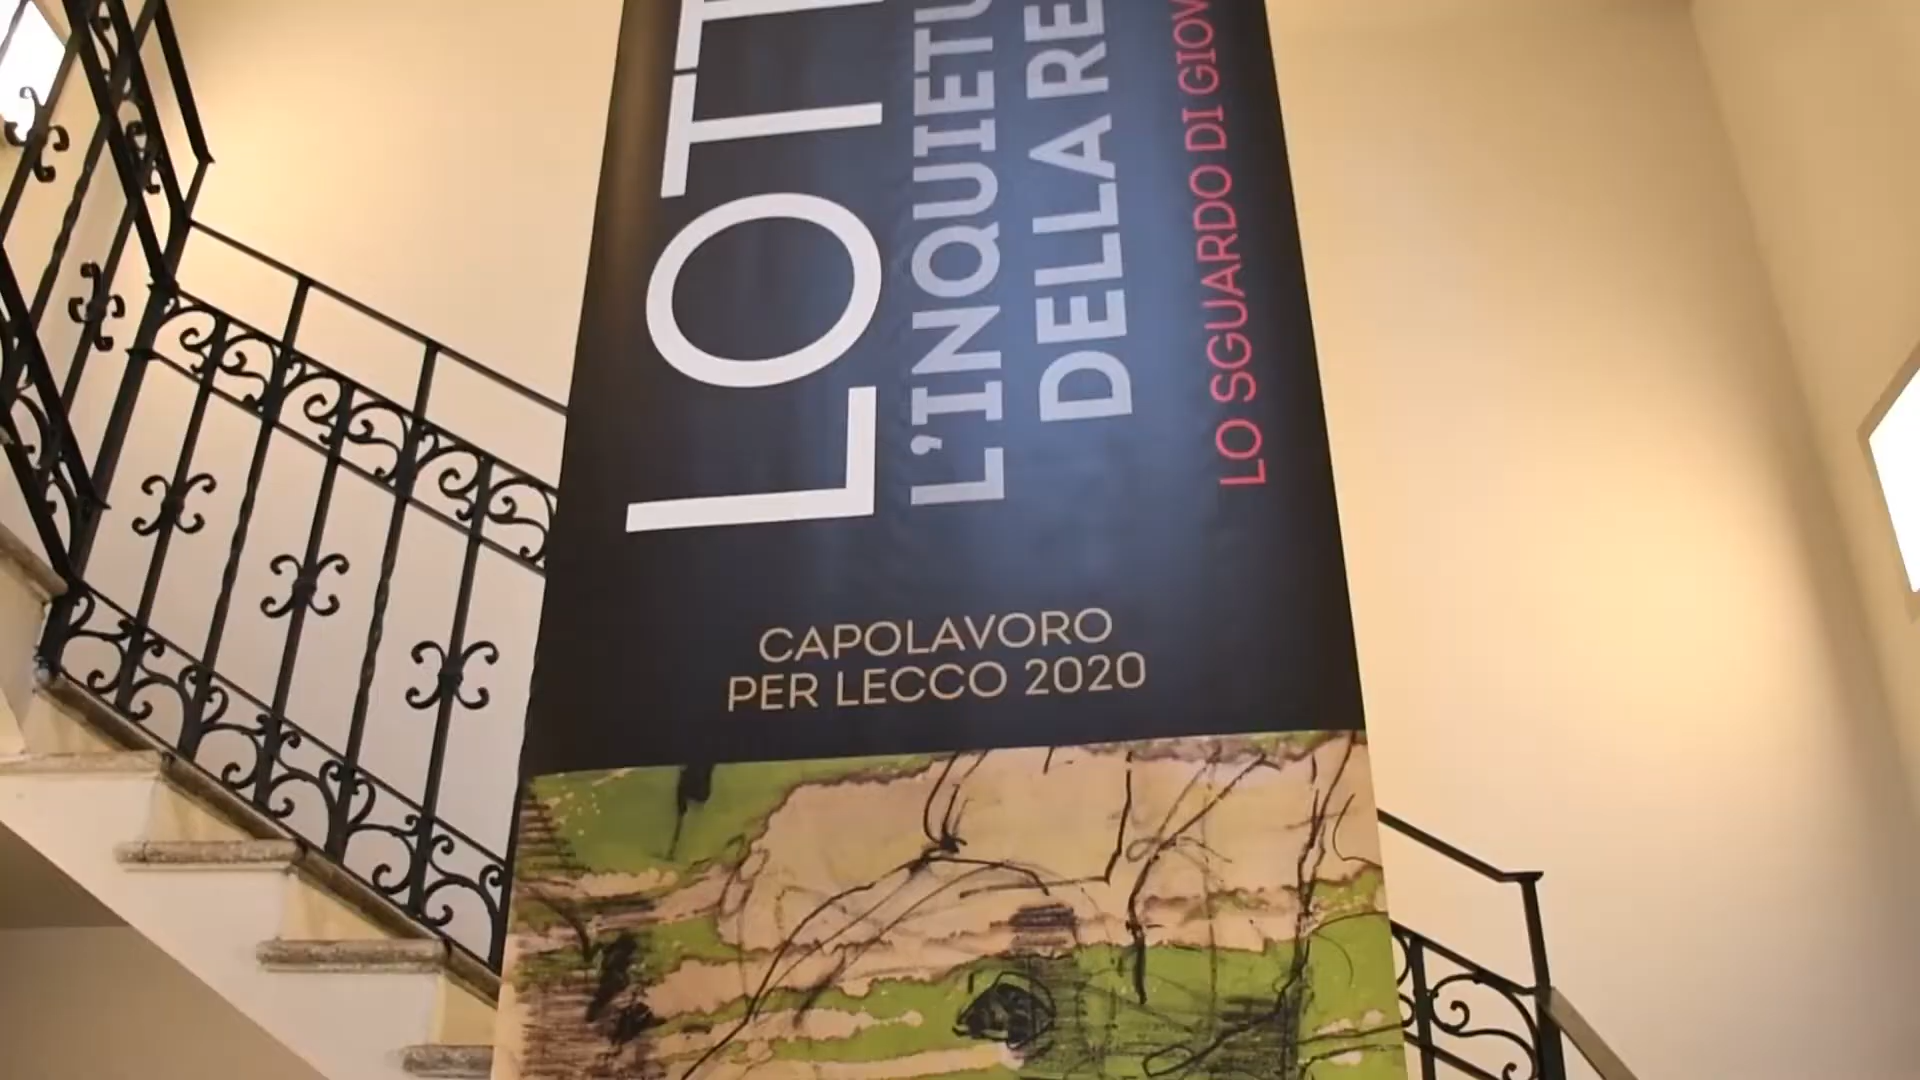 LOTT
L'INQUIETU
DELLA RE
LO SGUARDO DI GIOV
CAPOLAVORO
PER LECCO 2020